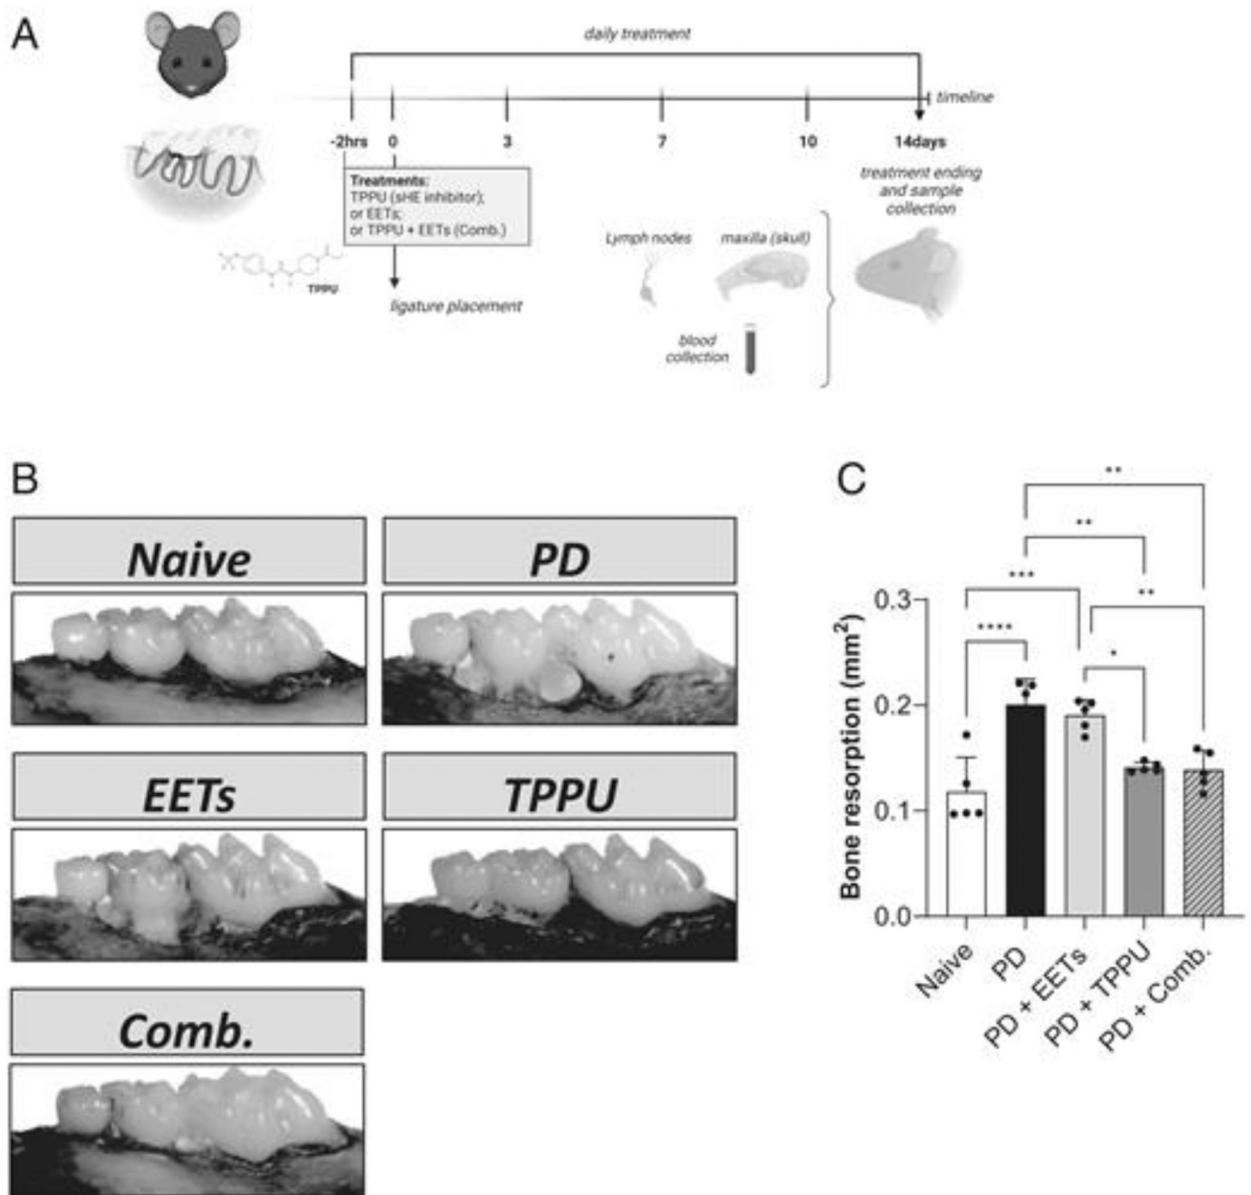 A
daily treatment
timeline
-2hrs 0 3 7 10 14days
Treatments:
TPPU (sHE inhibitor);
or EETs;
or TPPU + EETs (Comb.)
treatment ending
and sample
collection
Lymph nodes
maxilla (skull)
TPPU
ligature placement
blood
collection
B
Naive
PD
EETs
TPPU
Comb.
C
**
**
***
**
****
*
0.3
0.2
0.1
0.0
Bone resorption (mm²)
Naive
PD
PD + EETs
PD + TPPU
PD + Comb.